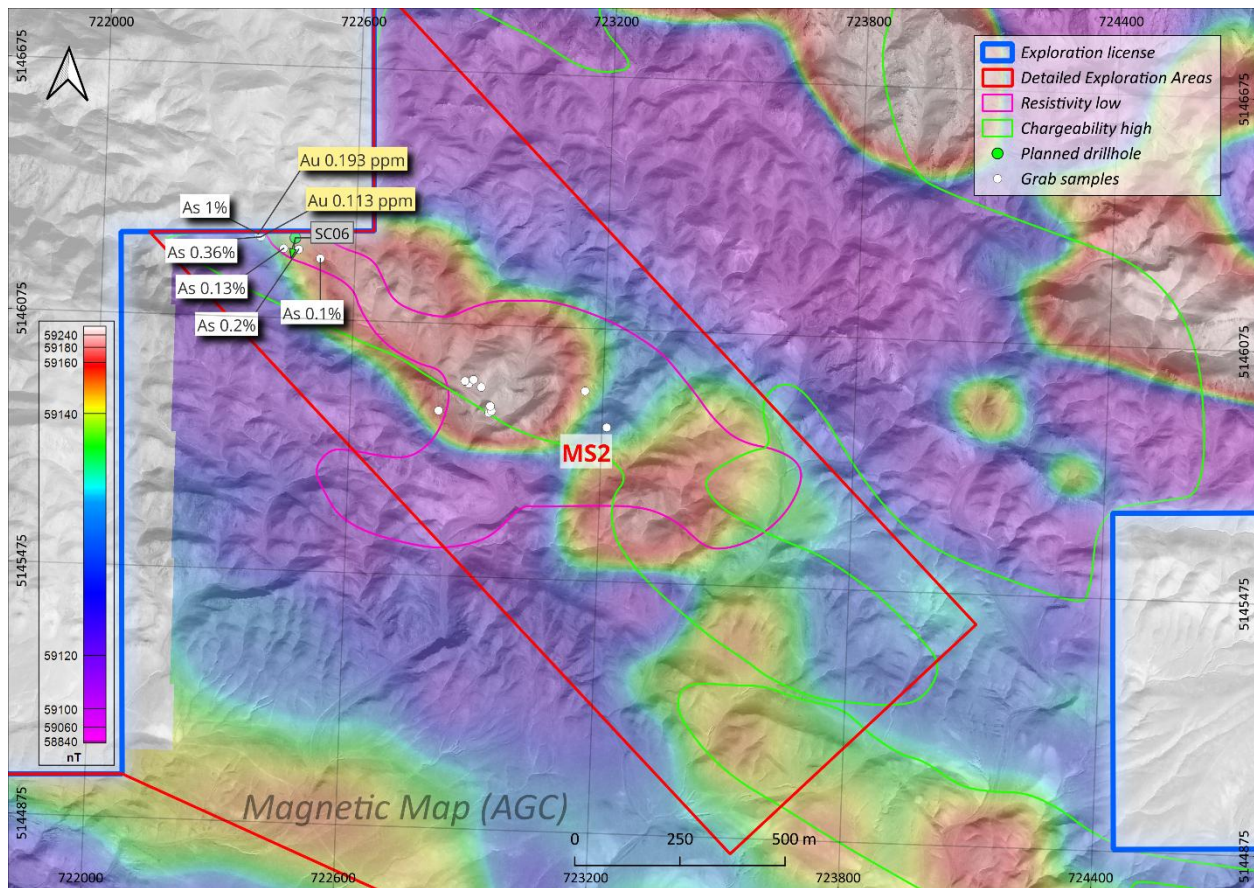 722000
722600
723200
723800
724400
5146675
5146675
Exploration license
Detailed Exploration Areas
Resistivity low
Chargeability high
Planned drillhole
Grab samples
Au 0.193 ppm
As 1%
Au 0.113 ppm
SC06
As 0.36%
As 0.13%
As 0.1%
As 0.2%
5146075
5146075
59240
59180
59160
59140
59120
59100
59060
58840
nT
MS2
5145475
5145475
Magnetic Map (AGC)
0 250 500 m
5144875
5144875
722000
722600
723200
723800
724400